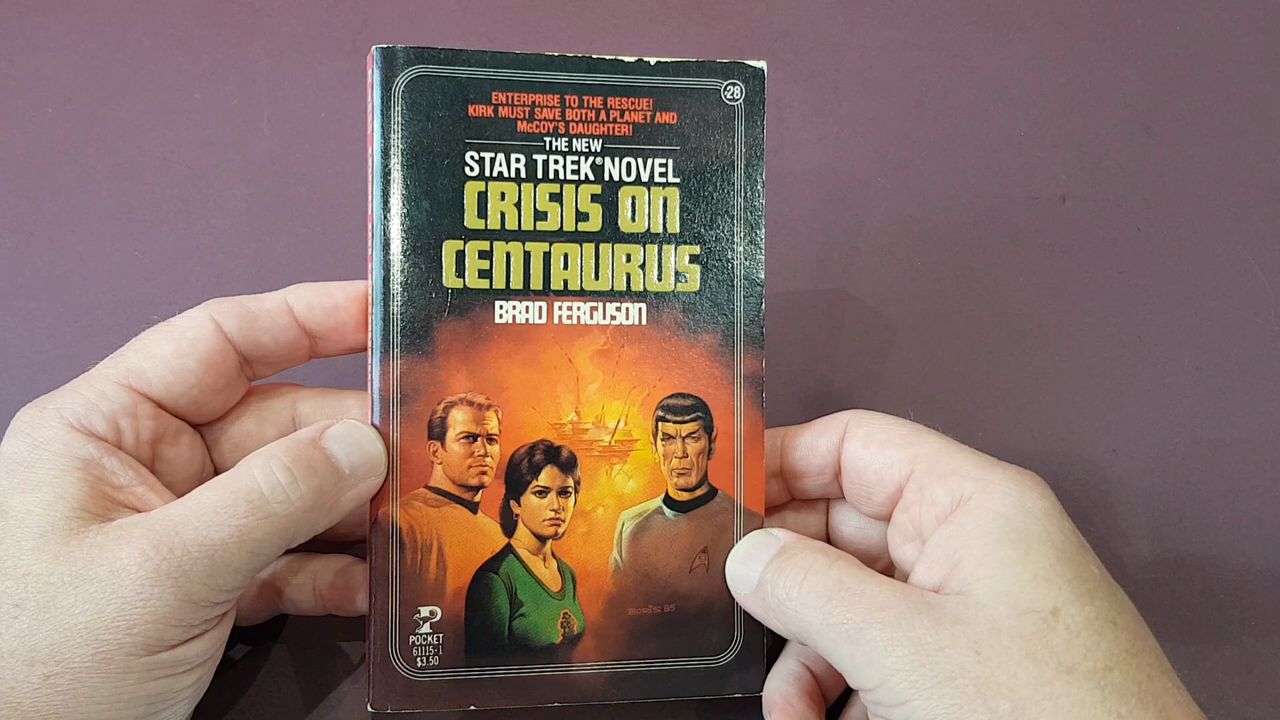 28
ENTERPRISE TO THE RESCUE!
KIRK MUST SAVE BOTH A PLANET AND
McCOY'S DAUGHTER!
THE NEW
STAR TREK® NOVEL
CRISIS ON
CENTAURUS
BRAD FERGUSON
P
POCKET
61115-1
$3.50